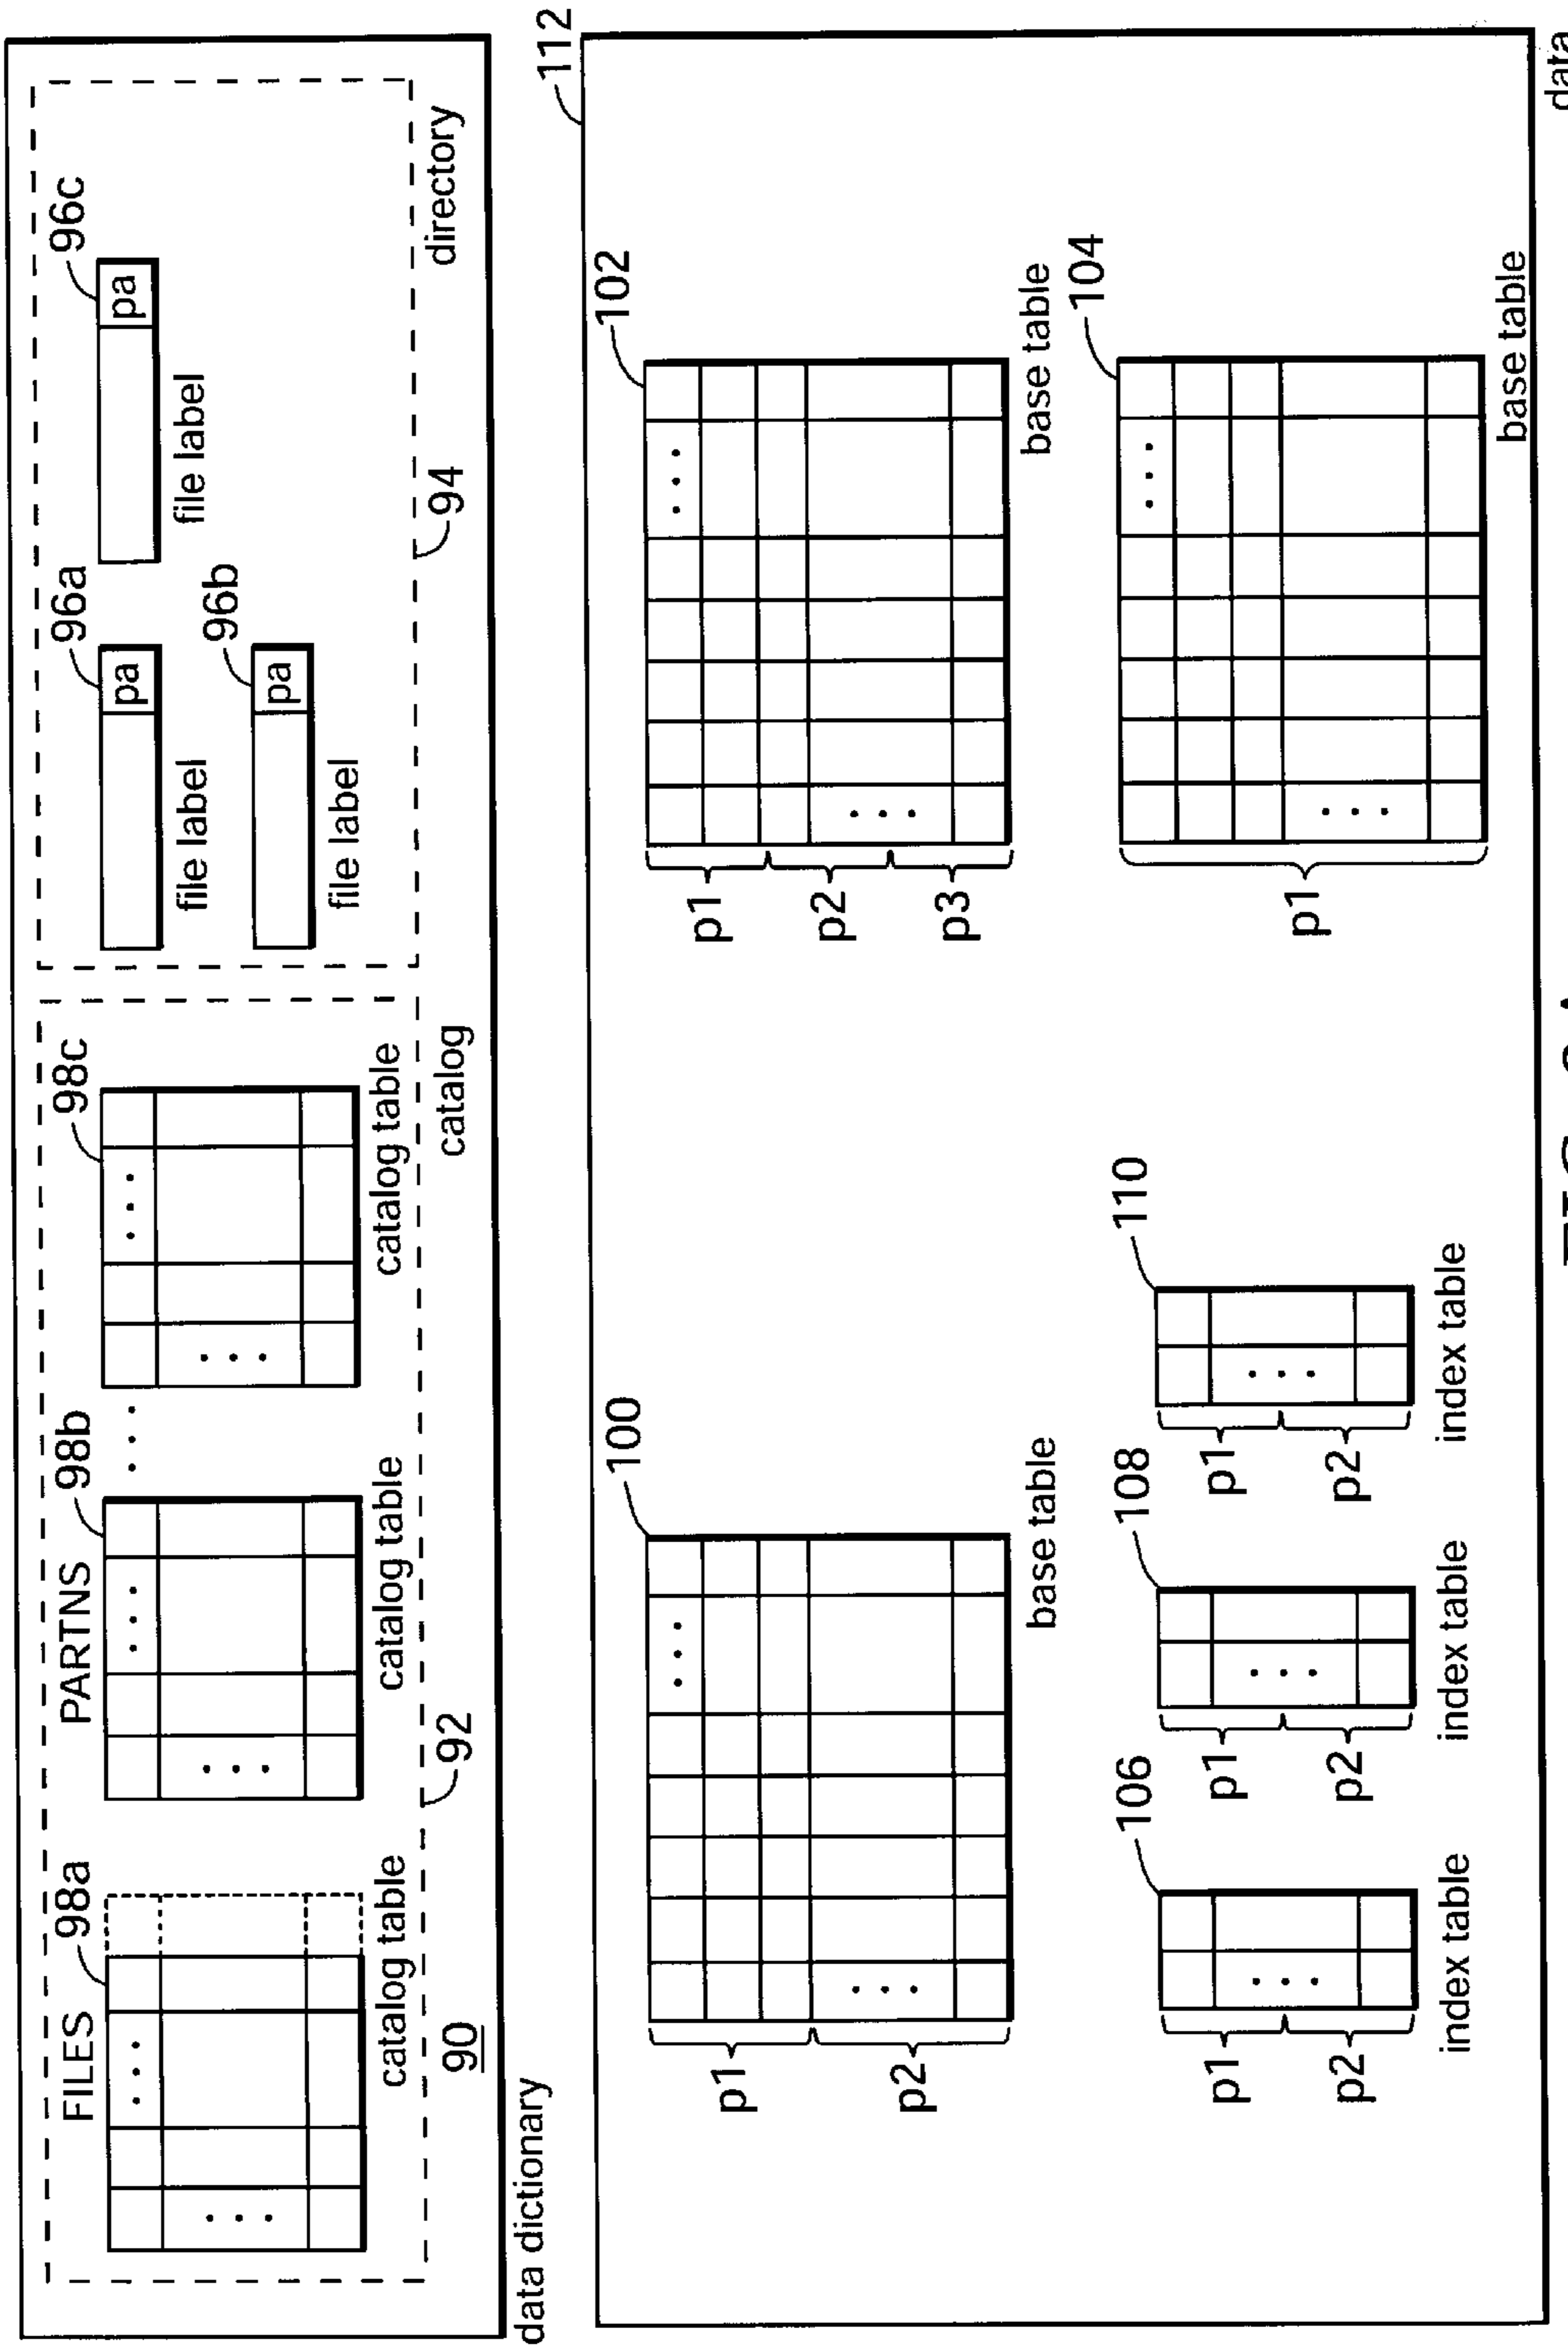 FILES
98a
PARTNS
98b
98c
96a
96c
pa
pa
file label
file label
96b
pa
file label
catalog table
catalog table
catalog table
90
92
catalog
94
directory
data dictionary
112
100
102
p1
p2
base table
p1
p2
p3
base table
106
108
110
104
p1
p2
index table
p1
p2
index table
p1
p2
index table
p1
base table
data